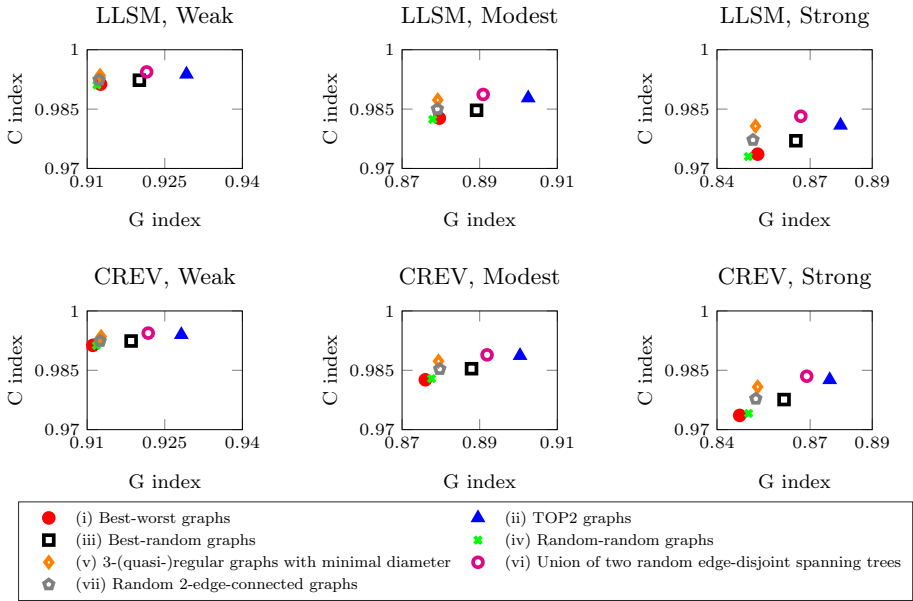 LLSM, Weak
LLSM, Modest
LLSM, Strong
1
0.985
0.97
C index
0.91
0.925
0.94
G index
1
0.985
0.97
C index
0.87
0.89
0.91
G index
1
0.985
0.97
C index
0.84
0.87
0.89
G index
CREV, Weak
CREV, Modest
CREV, Strong
1
0.985
0.97
C index
0.91
0.925
0.94
G index
1
0.985
0.97
C index
0.87
0.89
0.91
G index
1
0.985
0.97
C index
0.84
0.87
0.89
G index
(i) Best-worst graphs
(ii) TOP2 graphs
(iii) Best-random graphs
(iv) Random-random graphs
(v) 3-(quasi-)regular graphs with minimal diameter
(vi) Union of two random edge-disjoint spanning trees
(vii) Random 2-edge-connected graphs